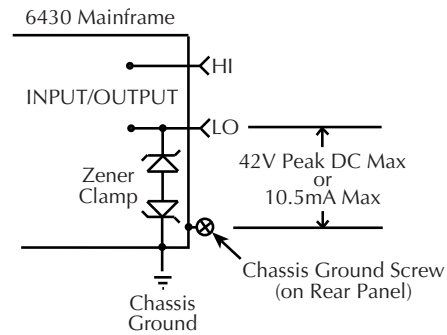 6430 Mainframe
HI
INPUT/OUTPUT
LO
42V Peak DC Max
or
10.5mA Max
Zener
Clamp
Chassis Ground Screw
(on Rear Panel)
Chassis
Ground